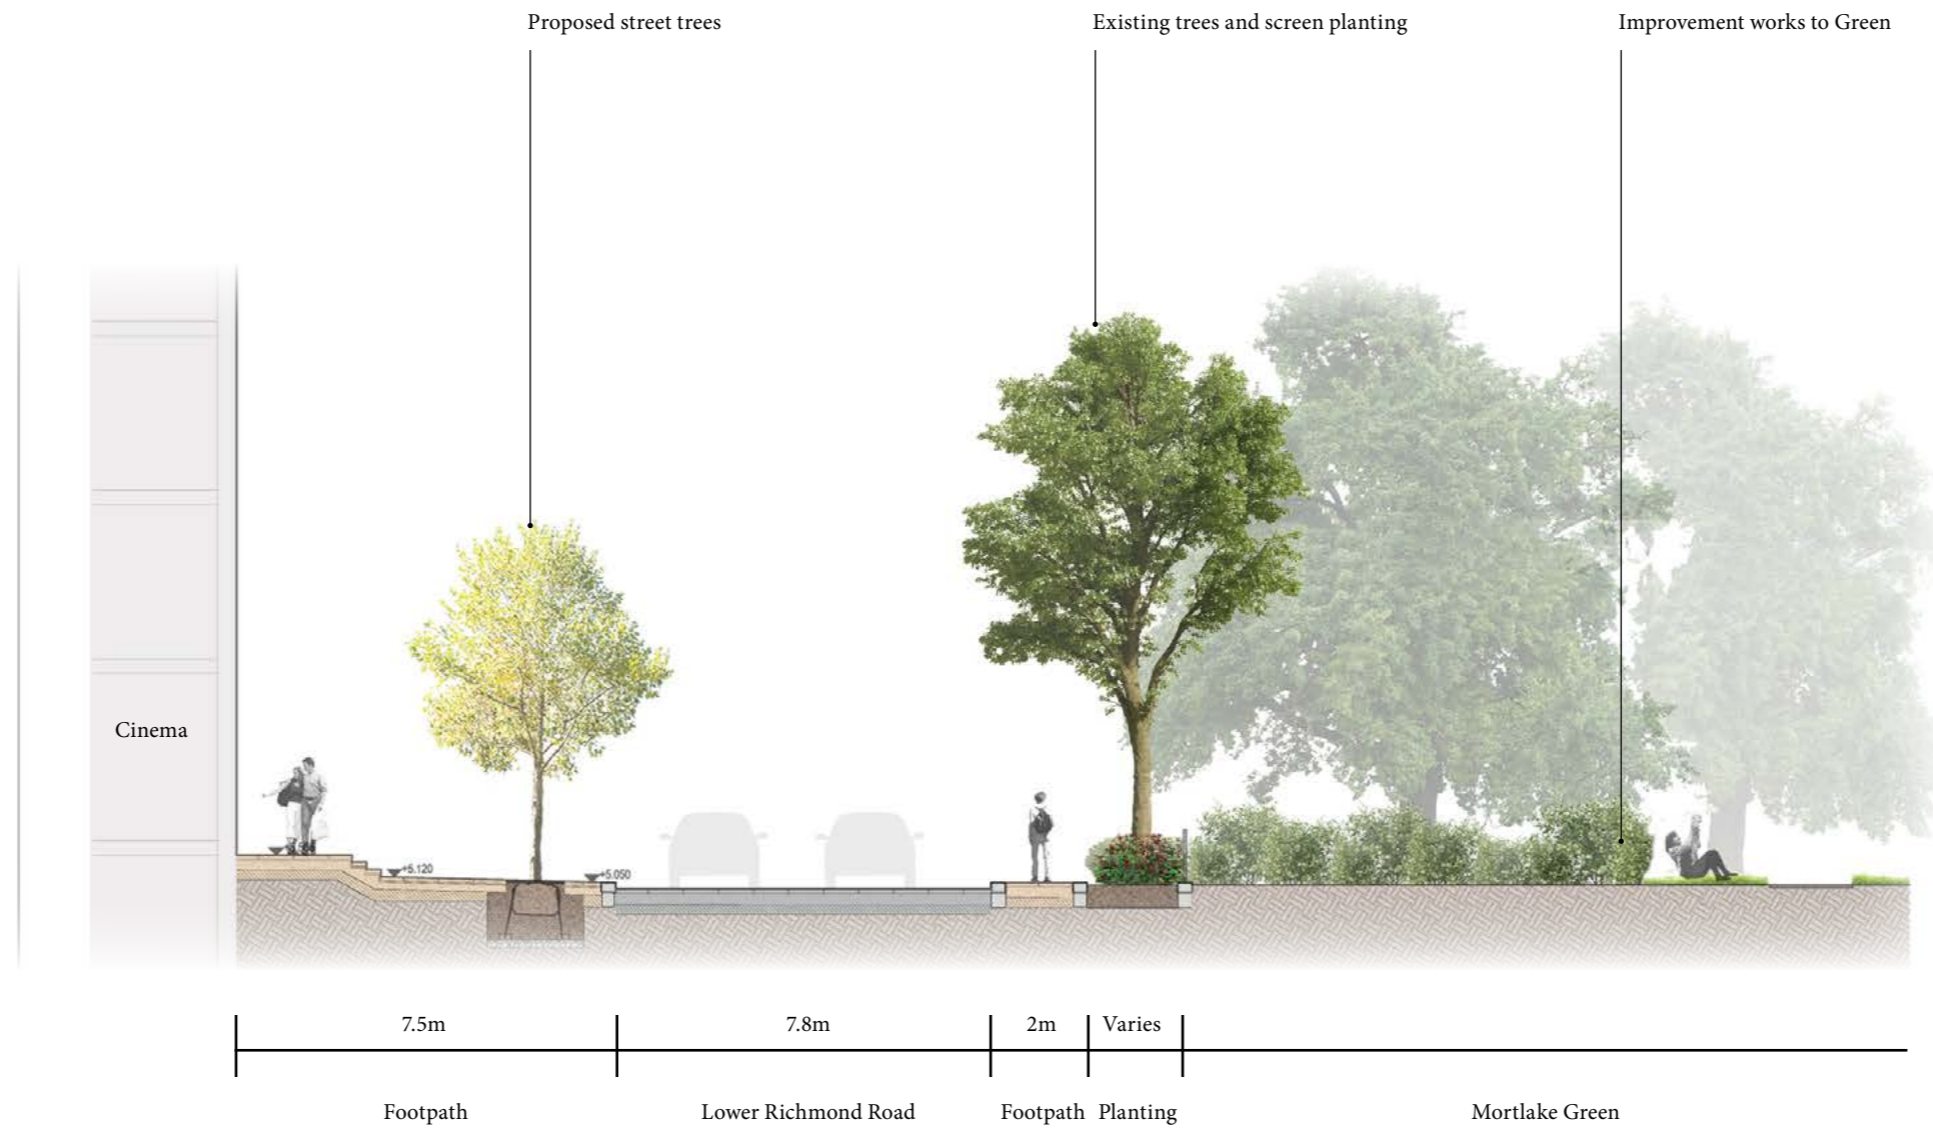 Proposed street trees
Existing trees and screen planting
Improvement works to Green
Cinema
+5.120
+5.050
7.5m
7.8m
2m
Varies
Footpath
Lower Richmond Road
Footpath
Planting
Mortlake Green